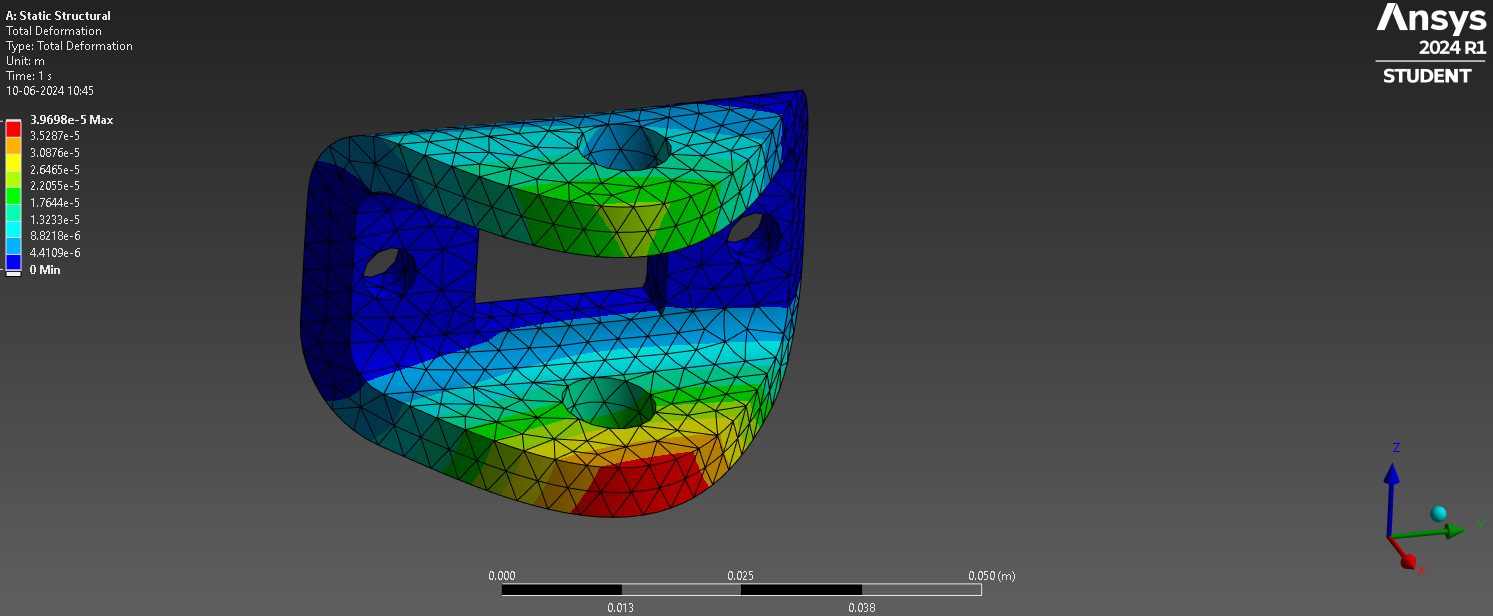 A: Static Structural
Total Deformation
Type: Total Deformation
Unit: m
Time: 1 s
10-06-2024 10:45
3.9698e-5 Max
3.5287e-5
3.0876e-5
2.6465e-5
2.2055e-5
1.7644e-5
1.3233e-5
8.8218e-6
4.4109e-6
0 Min
Ansys
2024 R1
STUDENT
Z
Y
X
0.000 0.025 0.050 (m)
0.013 0.038